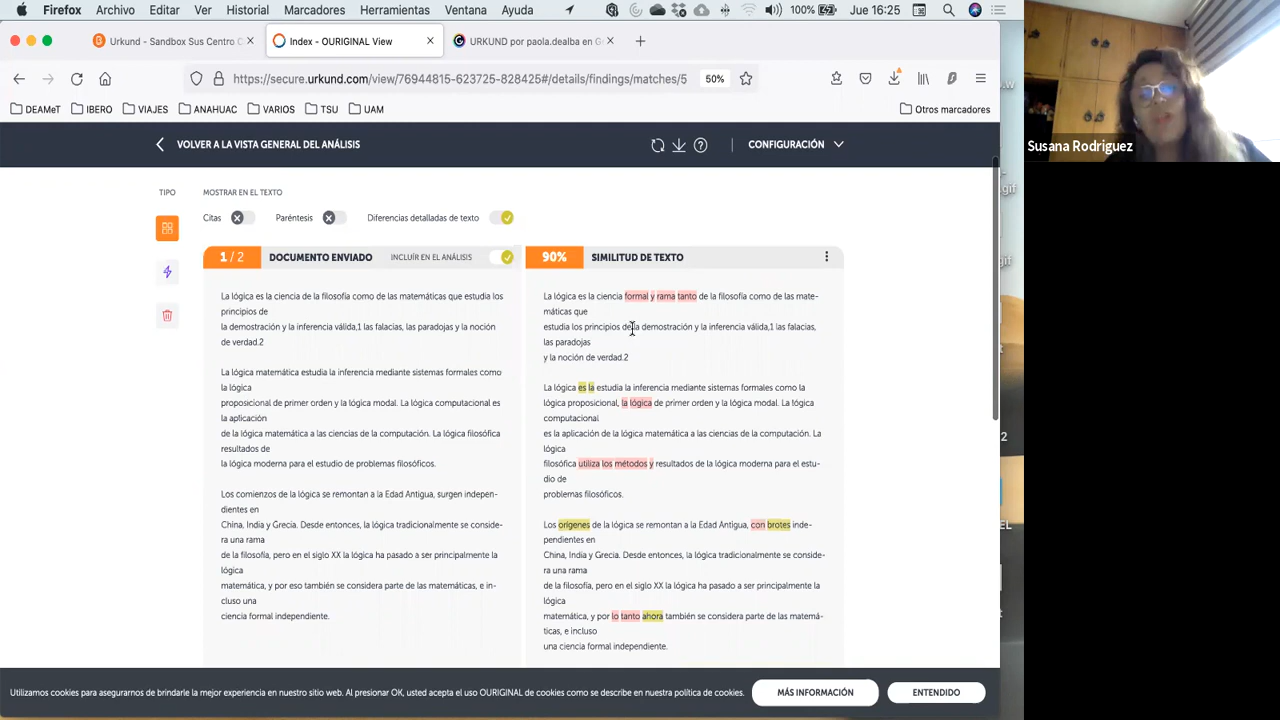 Firefox Archivo Editar Ver Historial Marcadores Herramientas Ventana Ayuda 100% Jue 16:25
Urkund - Sandbox Sus Centro C
Index - OURIGINAL View
URKUND por paola.dealba en G
https://secure.urkund.com/view/76944815-623725-828425#/details/findings/matches/5 50%
DEAMeT IBERO VIAJES ANAHUAC VARIOS TSU UAM Otros marcadores
VOLVER A LA VISTA GENERAL DEL ANÁLISIS CONFIGURACIÓN
TIPO MOSTRAR EN EL TEXTO
Citas Paréntesis Diferencias detalladas de texto
1 / 2 DOCUMENTO ENVIADO INCLUÍR EN EL ANÁLISIS
La lógica es la ciencia de la filosofía como de las matemáticas que estudia los
principios de
la demostración y la inferencia válida,1 las falacias, las paradojas y la noción
de verdad.2
La lógica matemática estudia la inferencia mediante sistemas formales como
la lógica
proposicional de primer orden y la lógica modal. La lógica computacional es
la aplicación
de la lógica matemática a las ciencias de la computación. La lógica filosófica
resultados de
la lógica moderna para el estudio de problemas filosóficos.
Los comienzos de la lógica se remontan a la Edad Antigua, surgen indepen-
dientes en
China, India y Grecia. Desde entonces, la lógica tradicionalmente se conside-
ra una rama
de la filosofía, pero en el siglo XX la lógica ha pasado a ser principalmente la
lógica
matemática, y por eso también se considera parte de las matemáticas, e in-
cluso una
ciencia formal independiente.
90% SIMILITUD DE TEXTO
La lógica es la ciencia formal y rama tanto de la filosofía como de las mate-
máticas que
estudia los principios de la demostración y la inferencia válida,1 las falacias,
las paradojas
y la noción de verdad.2
La lógica es la estudia la inferencia mediante sistemas formales como la
lógica proposicional, la lógica de primer orden y la lógica modal. La lógica
computacional
es la aplicación de la lógica matemática a las ciencias de la computación. La
lógica
filosófica utiliza los métodos y resultados de la lógica moderna para el estu-
dio de
problemas filosóficos.
Los orígenes de la lógica se remontan a la Edad Antigua, con brotes inde-
pendientes en
China, India y Grecia. Desde entonces, la lógica tradicionalmente se conside-
ra una rama
de la filosofía, pero en el siglo XX la lógica ha pasado a ser principalmente la
lógica
matemática, y por lo tanto ahora también se considera parte de las matemá-
ticas, e incluso
una ciencia formal independiente.
Utilizamos cookies para asegurarnos de brindarle la mejor experiencia en nuestro sitio web. Al presionar OK, usted acepta el uso OURIGINAL de cookies como se describe en nuestra política de cookies.
MÁS INFORMACIÓN ENTENDIDO
Susana Rodriguez